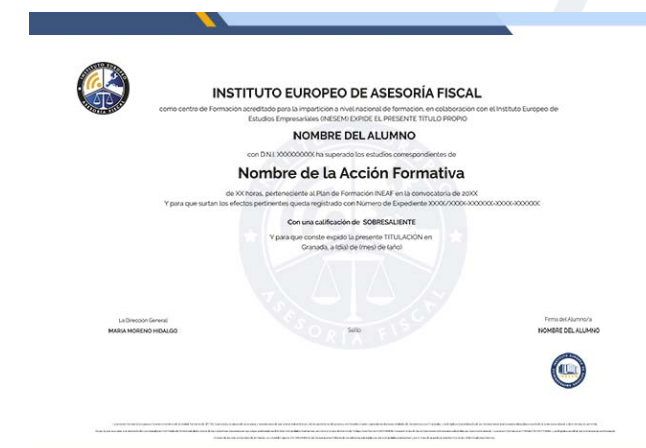 INSTITUTO EUROPEO DE ASESORÍA FISCAL
como centro de Formación acreditado para la impartición a nivel nacional de formación, en colaboración con el Instituto Europeo de
Estudios Empresariales (INESEM) EXPIDE EL PRESENTE TÍTULO PROPIO
NOMBRE DEL ALUMNO
con D.N.I. XXXXXXXXX ha superado los estudios correspondientes de
Nombre de la Acción Formativa
de XX horas, perteneciente al Plan de Formación INEAF en la convocatoria de 20XX
Y para que surtan los efectos pertinentes queda registrado con Número de Expediente XXXX/XXXX-XXXXXX-XXXX-XXXXXX
Con una calificación de SOBRESALIENTE
Y para que conste expido la presente TITULACIÓN en
Granada, a (día) de (mes) de (año)
ASESORÍA FISCAL
La Dirección General
MARIA MORENO HIDALGO
Sello
Firma del Alumno/a
NOMBRE DEL ALUMNO